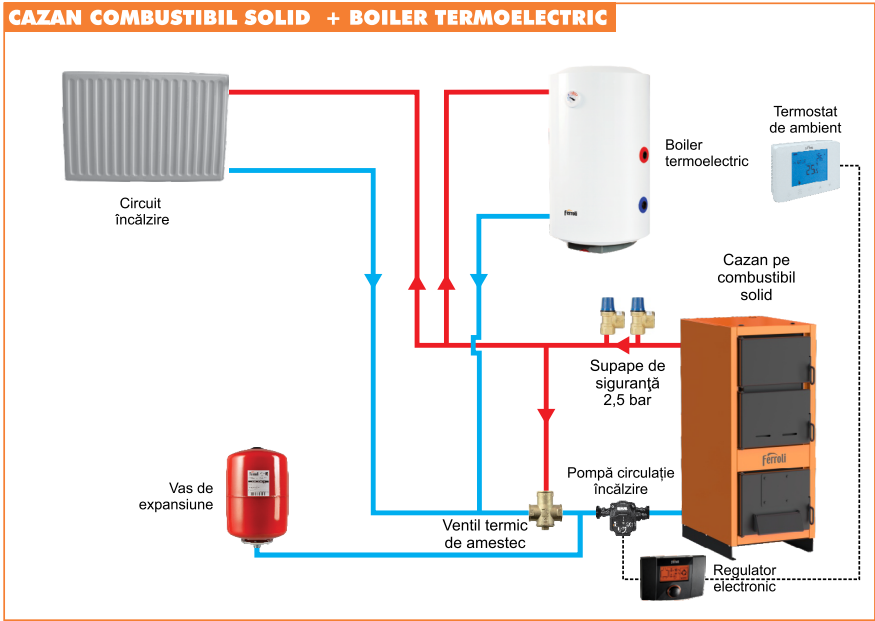 CAZAN COMBUSTIBIL SOLID + BOILER TERMOELECTRIC
Termostat
de ambient
Boiler
termoelectric
Circuit
încălzire
Ferroli
Cazan pe
combustibil
solid
Supape de
siguranţă
2,5 bar
Ferroli
Vas de
expansiune
Pompă circulație
încălzire
Ventil termic
de amestec
Regulator
electronic